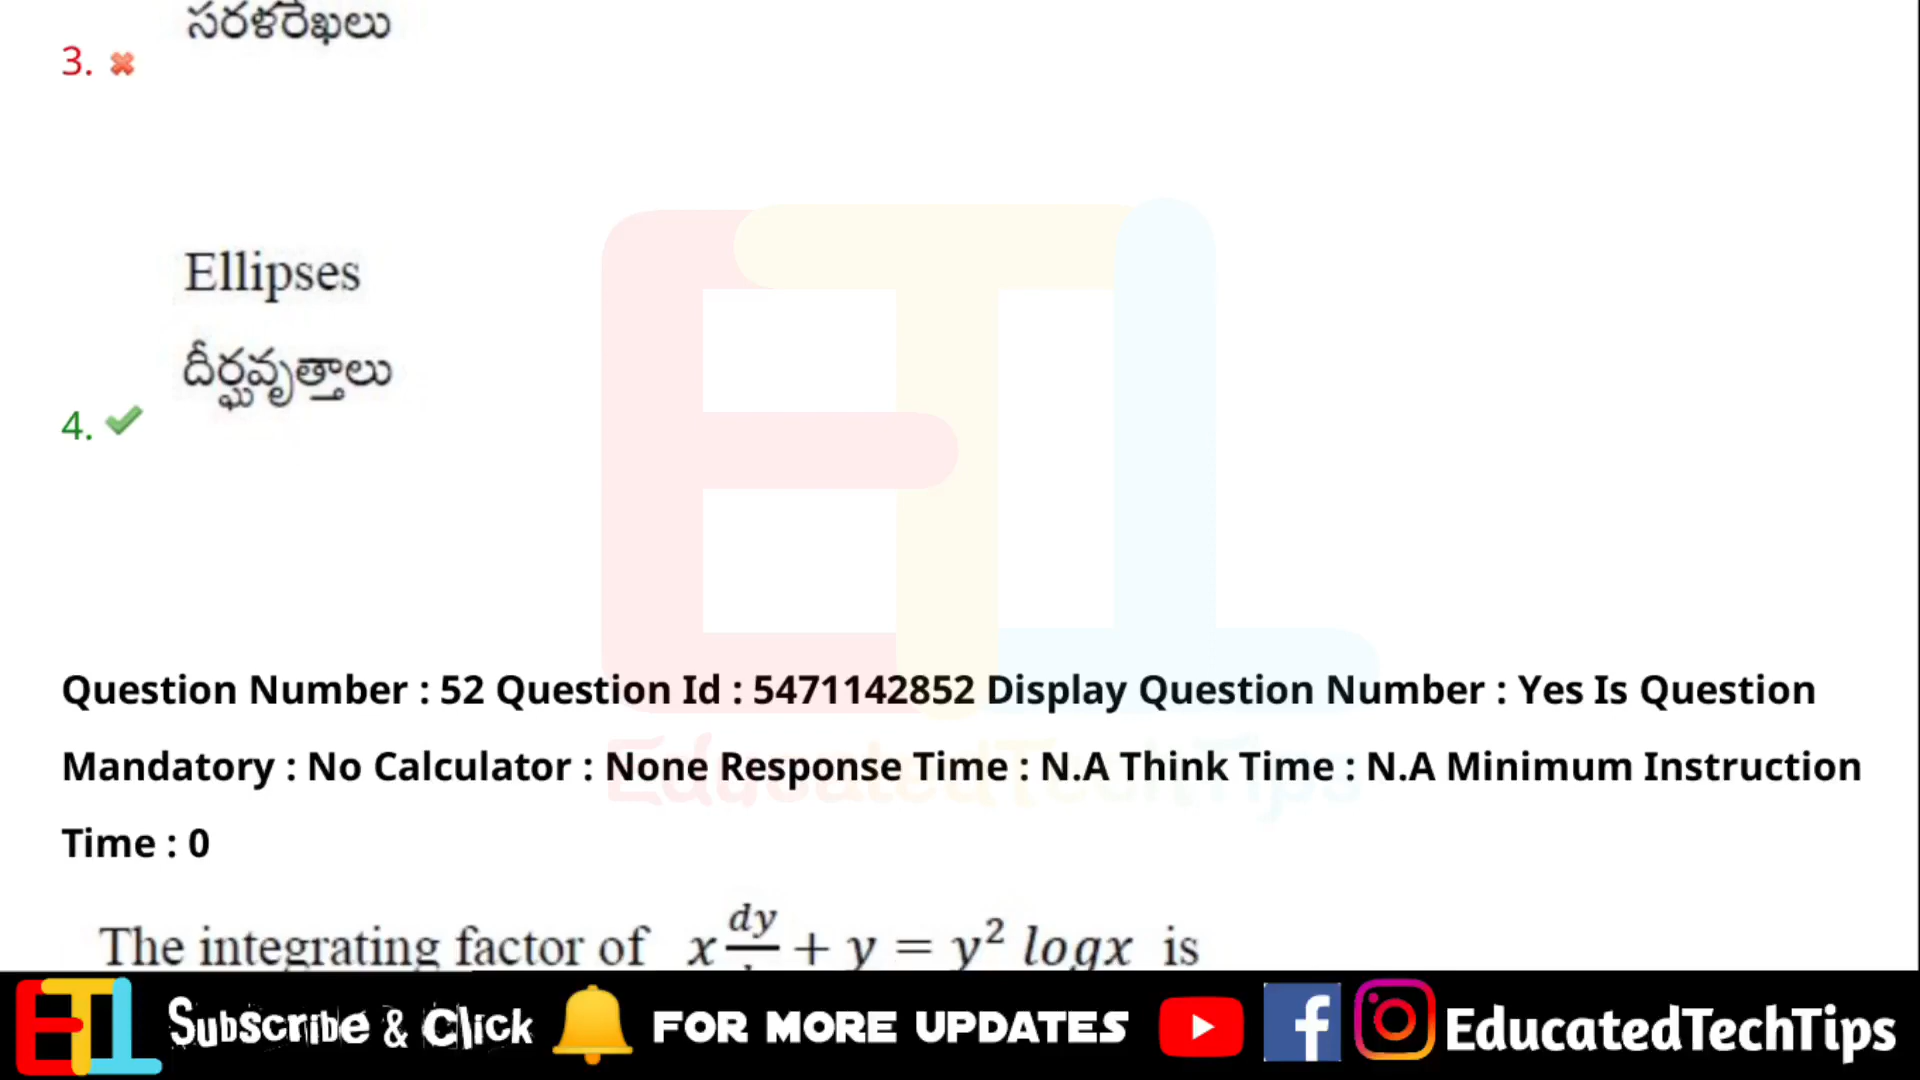 సరళరేఖలు
3.
Ellipses
దీర్ఘవృత్తాలు
4.
Question Number : 52 Question Id : 5471142852 Display Question Number : Yes Is Question
Mandatory : No Calculator : None Response Time : N.A Think Time : N.A Minimum Instruction
EducatedTechTips
Time : 0
The integrating factor of x dy/ + y = y² logx is
ETT Subscribe & Click FOR MORE UPDATES EducatedTechTips